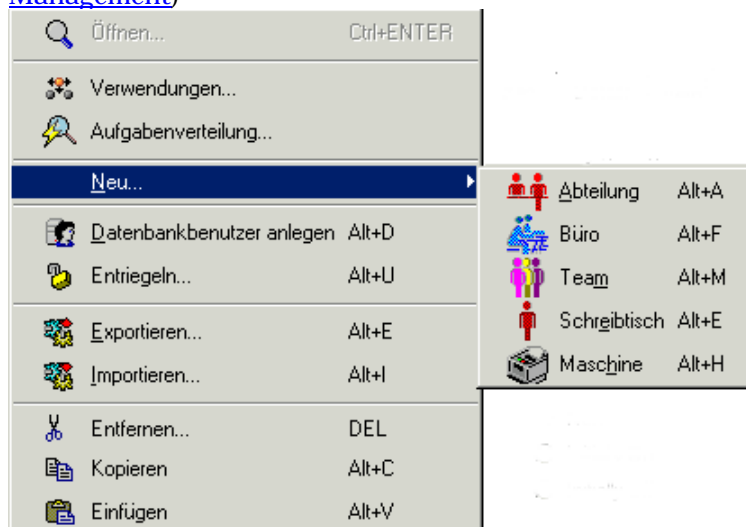 Management)
Öffnen... Ctrl+ENTER
Verwendungen...
Aufgabenverteilung...
Neu...
Datenbankbenutzer anlegen Alt+D
Entriegeln... Alt+U
Exportieren... Alt+E
Importieren... Alt+I
Entfernen... DEL
Kopieren Alt+C
Einfügen Alt+V
Abteilung Alt+A
Büro Alt+F
Team Alt+M
Schreibtisch Alt+E
Maschine Alt+H